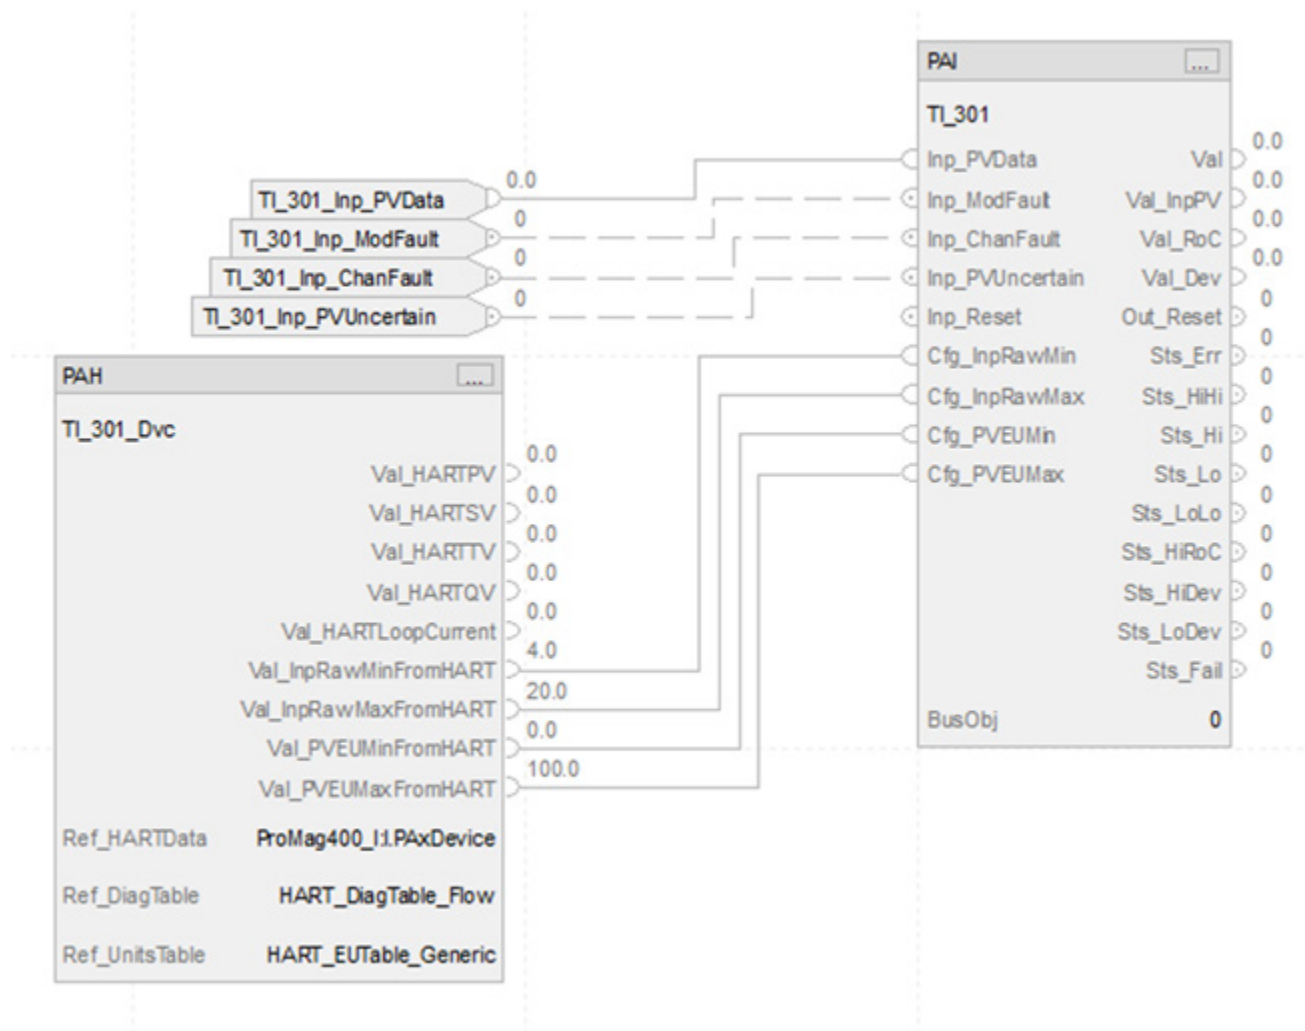 PAI ...
TI_301
Inp_PVData Val 0.0
Inp_ModFault Val_InpPV 0.0
Inp_ChanFault Val_RoC 0.0
Inp_PVUncertain Val_Dev 0.0
Inp_Reset Out_Reset 0
Cfg_InpRawMin Sts_Err 0
Cfg_InpRawMax Sts_HiHi 0
Cfg_PVEUMin Sts_Hi 0
Cfg_PVEUMax Sts_Lo 0
Sts_LoLo 0
Sts_HiRoC 0
Sts_HiDev 0
Sts_LoDev 0
Sts_Fail 0
BusObj 0
TI_301_Inp_PVData 0.0
TI_301_Inp_ModFault 0
TI_301_Inp_ChanFault 0
TI_301_Inp_PVUncertain 0
PAH ...
TI_301_Dvc
Val_HARTPV 0.0
Val_HARTSV 0.0
Val_HARTTV 0.0
Val_HARTQV 0.0
Val_HARTLoopCurrent 0.0
Val_InpRawMinFromHART 4.0
Val_InpRawMaxFromHART 20.0
Val_PVEUMinFromHART 0.0
Val_PVEUMaxFromHART 100.0
Ref_HARTData ProMag400_I:I.PAxDevice
Ref_DiagTable HART_DiagTable_Flow
Ref_UnitsTable HART_EUTable_Generic